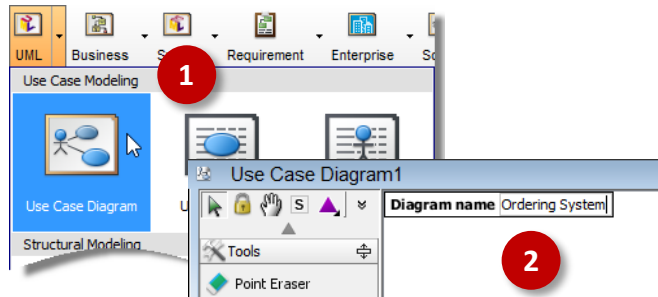 UML Business Requirement Enterprise
Use Case Modeling
1
Use Case Diagram
Structural Modeling
Use Case Diagram1
S
Diagram name Ordering System
Tools
Point Eraser
2